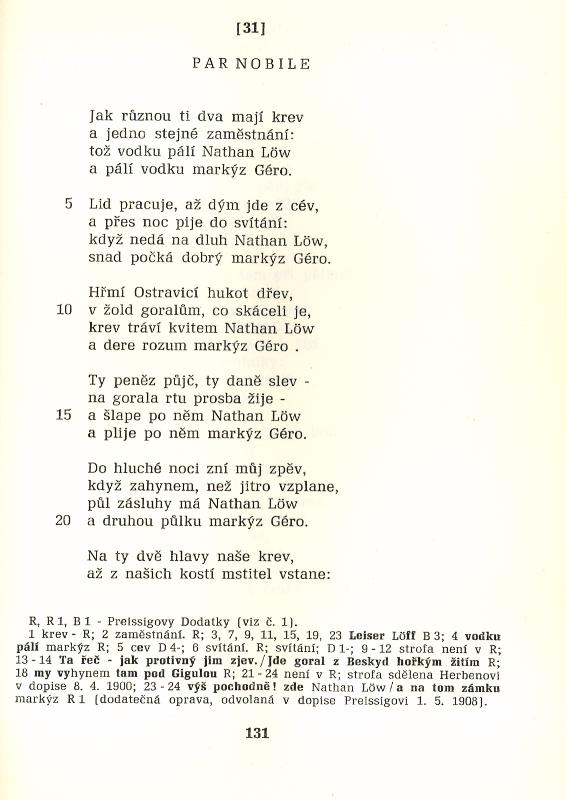 [31]
PAR NOBILE
Jak různou ti dva mají krev
a jedno stejné zaměstnání:
tož vodku pálí Nathan Löw
a pálí vodku markýz Géro.
5 Lid pracuje, až dým jde z cév,
a přes noc pije do svítání:
když nedá na dluh Nathan Löw,
snad počká dobrý markýz Géro.
Hřmí Ostravicí hukot dřev,
10 v žold goralům, co skáceli je,
krev tráví kvitem Nathan Löw
a dere rozum markýz Géro .
Ty peněz půjč, ty daně slev -
na gorala rtu prosba žije -
15 a šlape po něm Nathan Löw
a plije po něm markýz Géro.
Do hluché noci zní můj zpěv,
když zahynem, než jitro vzplane,
půl zásluhy má Nathan Löw
20 a druhou půlku markýz Géro.
Na ty dvě hlavy naše krev,
až z našich kostí mstitel vstane:
R, R 1, B 1 - Preissigovy Dodatky (viz č. 1).
1 krev - R; 2 zaměstnání. R; 3, 7, 9, 11, 15, 19, 23 Leiser Löff B 3; 4 vodku
pálí markýz R; 5 cev D 4-; 6 svítání. R; svítání; D 1-; 9-12 strofa není v R;
13-14 Ta řeč - jak protivný jim zjev./Jde goral z Beskyd hořkým žitím R;
18 my vyhynem tam pod Gigulou R; 21-24 není v R; strofa sdělena Herbenovi
v dopise 8. 4. 1900; 23-24 výš pochodně! zde Nathan Löw/a na tom zámku
markýz R 1 (dodatečná oprava, odvolaná v dopise Preissigovi 1. 5. 1908).
131